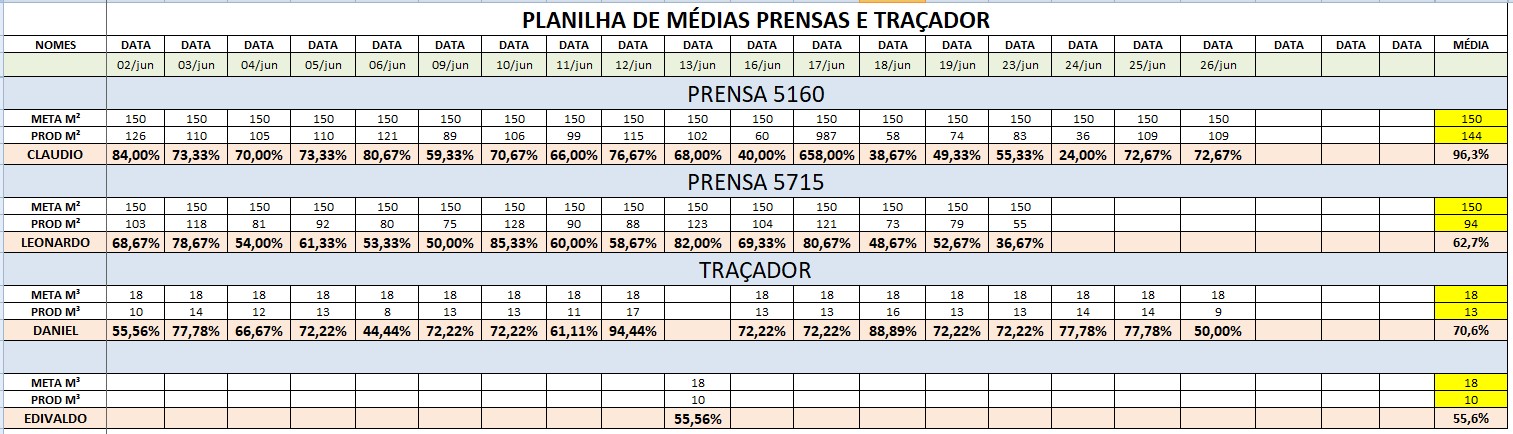 PLANILHA DE MÉDIAS PRENSAS E TRAÇADOR
NOMES DATA DATA DATA DATA DATA DATA DATA DATA DATA DATA DATA DATA DATA DATA DATA DATA DATA DATA DATA DATA DATA MÉDIA
02/jun 03/jun 04/jun 05/jun 06/jun 09/jun 10/jun 11/jun 12/jun 13/jun 16/jun 17/jun 18/jun 19/jun 23/jun 24/jun 25/jun 26/jun
PRENSA 5160
META M² 150 150 150 150 150 150 150 150 150 150 150 150 150 150 150 150 150 150 150
PROD M² 126 110 105 110 121 89 106 99 115 102 60 987 58 74 83 36 109 109 144
CLAUDIO 84,00% 73,33% 70,00% 73,33% 80,67% 59,33% 70,67% 66,00% 76,67% 68,00% 40,00% 658,00% 38,67% 49,33% 55,33% 24,00% 72,67% 72,67% 96,3%
PRENSA 5715
META M² 150 150 150 150 150 150 150 150 150 150 150 150 150 150 150 150
PROD M² 103 118 81 92 80 75 128 90 88 123 104 121 73 79 55 94
LEONARDO 68,67% 78,67% 54,00% 61,33% 53,33% 50,00% 85,33% 60,00% 58,67% 82,00% 69,33% 80,67% 48,67% 52,67% 36,67% 62,7%
TRAÇADOR
META M³ 18 18 18 18 18 18 18 18 18 18 18 18 18 18 18 18 18 18
PROD M³ 10 14 12 13 8 13 13 11 17 13 13 16 13 13 14 14 9 13
DANIEL 55,56% 77,78% 66,67% 72,22% 44,44% 72,22% 72,22% 61,11% 94,44% 72,22% 72,22% 88,89% 72,22% 72,22% 77,78% 77,78% 50,00% 70,6%
META M³ 18 18
PROD M³ 10 10
EDIVALDO 55,56% 55,6%